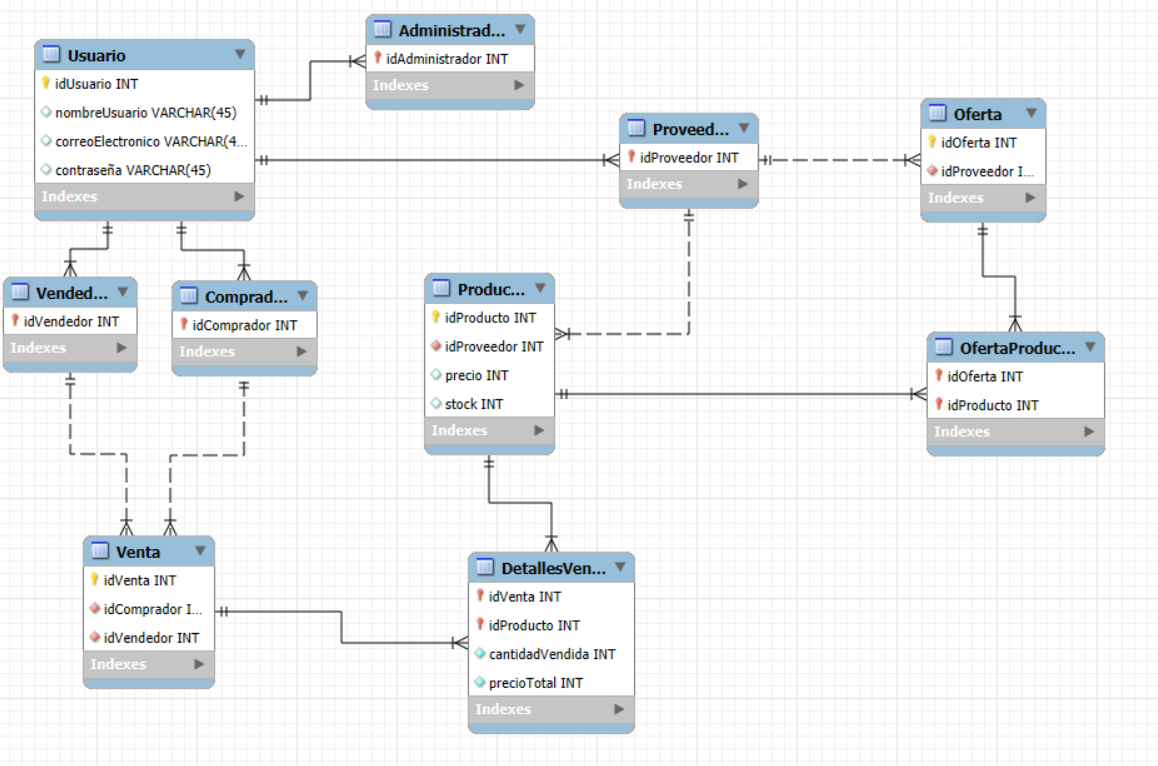 Usuario
idUsuario INT
nombreUsuario VARCHAR(45)
correoElectronico VARCHAR(4...
contraseña VARCHAR(45)
Indexes
Administrad...
idAdministrador INT
Indexes
Proveed...
idProveedor INT
Indexes
Oferta
idOferta INT
idProveedor I...
Indexes
Vended...
idVendedor INT
Indexes
Comprad...
idComprador INT
Indexes
Produc...
idProducto INT
idProveedor INT
precio INT
stock INT
Indexes
OfertaProduc...
idOferta INT
idProducto INT
Indexes
Venta
idVenta INT
idComprador I...
idVendedor INT
Indexes
DetallesVen...
idVenta INT
idProducto INT
cantidadVendida INT
precioTotal INT
Indexes